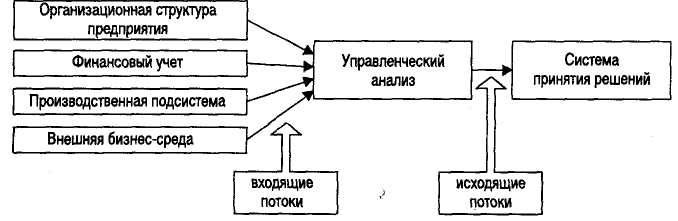 Организационная структура
предприятия
Финансовый учет
Производственная подсистема
Внешняя бизнес-среда
Управленческий
анализ
Система
принятия решений
входящие
потоки
исходящие
потоки